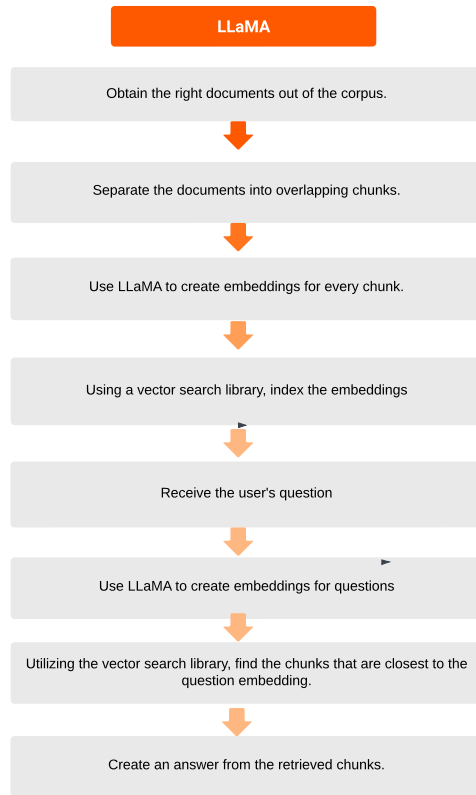 LLaMA
Obtain the right documents out of the corpus.
Separate the documents into overlapping chunks.
Use LLaMA to create embeddings for every chunk.
Using a vector search library, index the embeddings
Receive the user's question
Use LLaMA to create embeddings for questions
Utilizing the vector search library, find the chunks that are closest to the
question embedding.
Create an answer from the retrieved chunks.